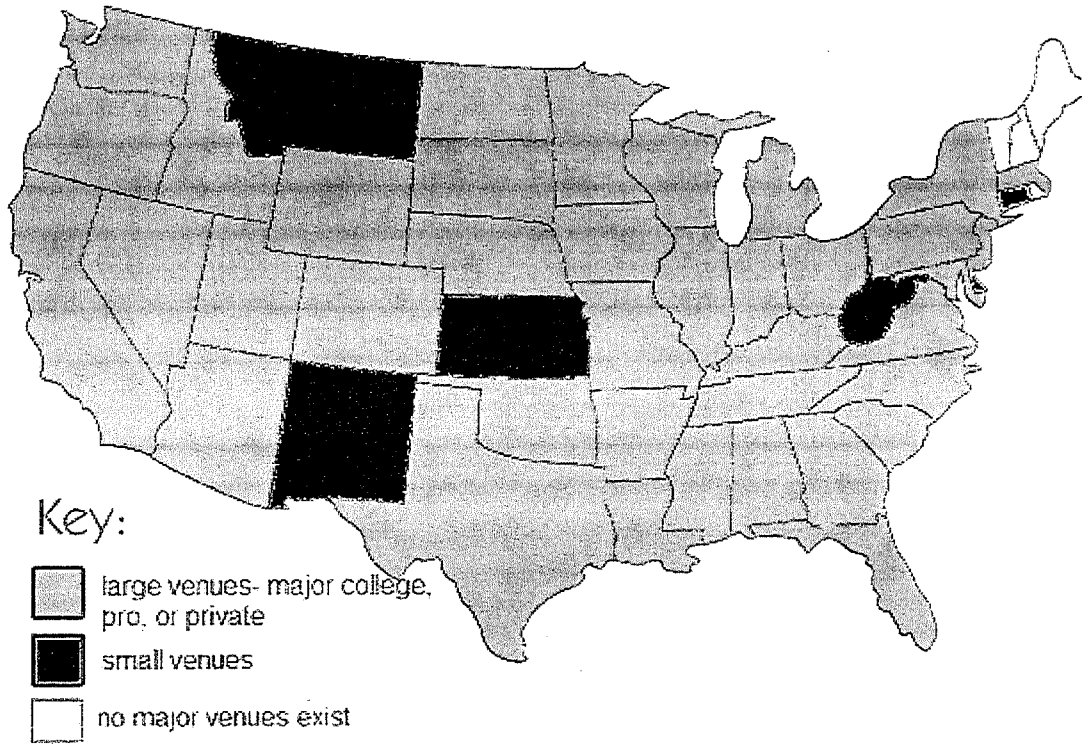 Key:
large venues- major college,
pro, or private
small venues
no major venues exist